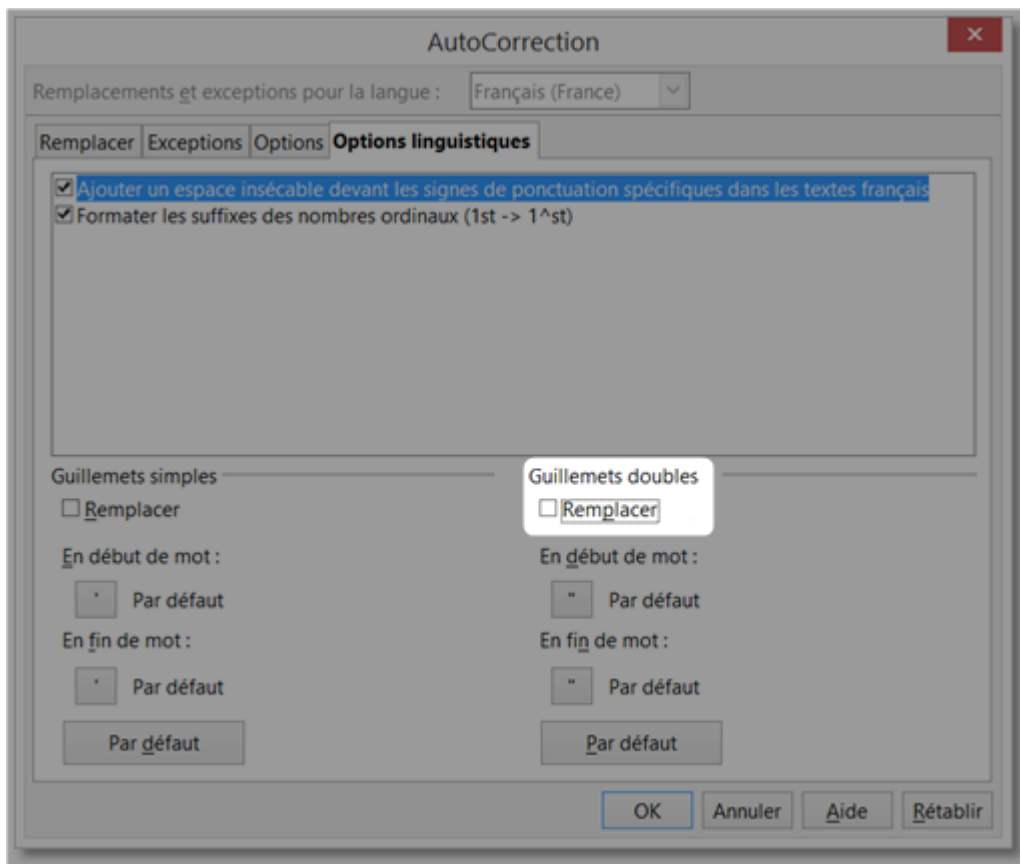 AutoCorrection
Remplacements et exceptions pour la langue : Français (France)
Remplacer Exceptions Options Options linguistiques
Ajouter un espace insécable devant les signes de ponctuation spécifiques dans les textes français
Formater les suffixes des nombres ordinaux (1st -> 1^st)
Guillemets simples Guillemets doubles
Remplacer Remplacer
En début de mot : En début de mot :
' Par défaut " Par défaut
En fin de mot : En fin de mot :
' Par défaut " Par défaut
Par défaut Par défaut
OK Annuler Aide Rétablir